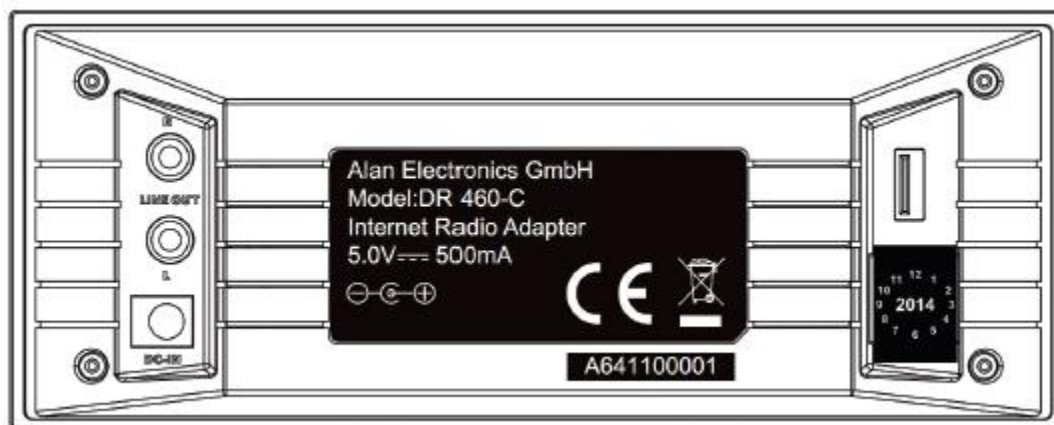 R
LINE OUT
L
DC-IN
Alan Electronics GmbH
Model:DR 460-C
Internet Radio Adapter
5.0V⎓ 500mA
CE
A641100001
12
1
2
3
4
5
6
7
8
9
10
11
2014